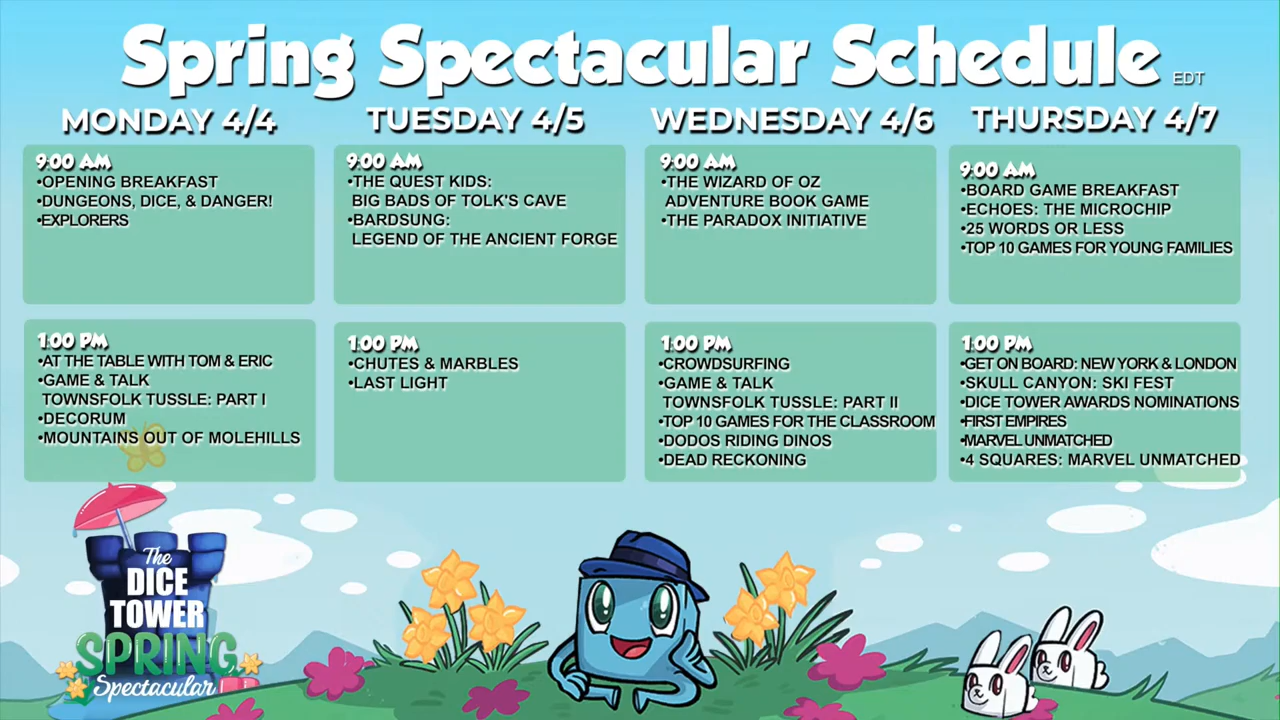 Spring Spectacular Schedule EDT
MONDAY 4/4
9:00 AM
•OPENING BREAKFAST
•DUNGEONS, DICE, & DANGER!
•EXPLORERS
1:00 PM
•AT THE TABLE WITH TOM & ERIC
•GAME & TALK
TOWNSFOLK TUSSLE: PART I
•DECORUM
•MOUNTAINS OUT OF MOLEHILLS
TUESDAY 4/5
9:00 AM
•THE QUEST KIDS:
BIG BADS OF TOLK'S CAVE
•BARDSUNG:
LEGEND OF THE ANCIENT FORGE
1:00 PM
•CHUTES & MARBLES
•LAST LIGHT
WEDNESDAY 4/6
9:00 AM
•THE WIZARD OF OZ
ADVENTURE BOOK GAME
•THE PARADOX INITIATIVE
1:00 PM
•CROWDSURFING
•GAME & TALK
TOWNSFOLK TUSSLE: PART II
•TOP 10 GAMES FOR THE CLASSROOM
•DODOS RIDING DINOS
•DEAD RECKONING
THURSDAY 4/7
9:00 AM
•BOARD GAME BREAKFAST
•ECHOES: THE MICROCHIP
•25 WORDS OR LESS
•TOP 10 GAMES FOR YOUNG FAMILIES
1:00 PM
•GET ON BOARD: NEW YORK & LONDON
•SKULL CANYON: SKI FEST
•DICE TOWER AWARDS NOMINATIONS
•FIRST EMPIRES
•MARVEL UNMATCHED
•4 SQUARES: MARVEL UNMATCHED
The
DICE
TOWER
SPRING
Spectacular